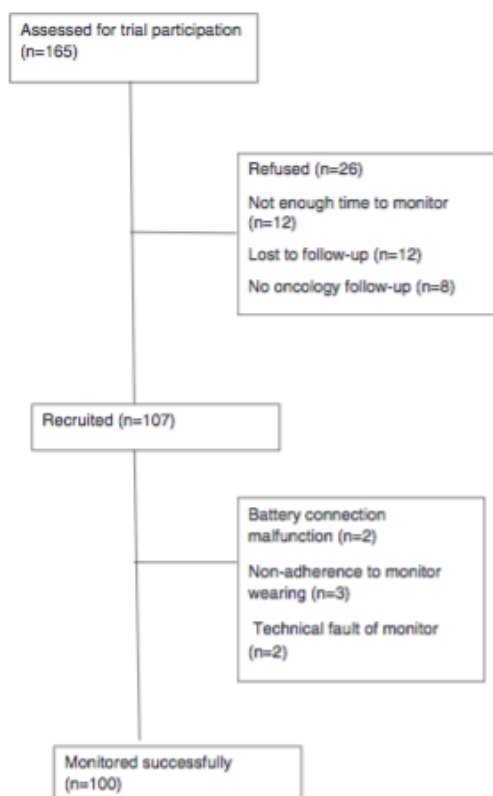 Assessed for trial participation
(n=165)
Refused (n=26)
Not enough time to monitor
(n=12)
Lost to follow-up (n=12)
No oncology follow-up (n=8)
Recruited (n=107)
Battery connection
malfunction (n=2)
Non-adherence to monitor
wearing (n=3)
Technical fault of monitor
(n=2)
Monitored successfully
(n=100)